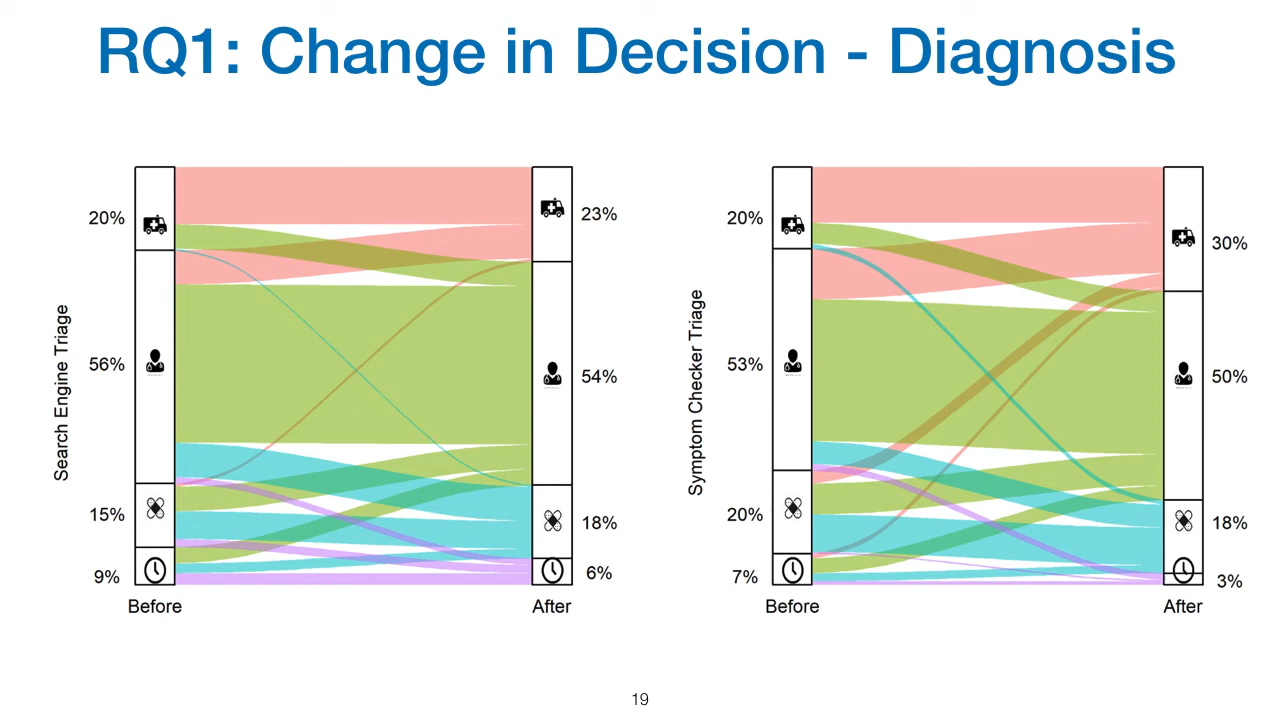 RQ1: Change in Decision - Diagnosis
Search Engine Triage
20%
56%
15%
9%
Before
23%
54%
18%
6%
After
Symptom Checker Triage
20%
53%
20%
7%
Before
30%
50%
18%
3%
After
19